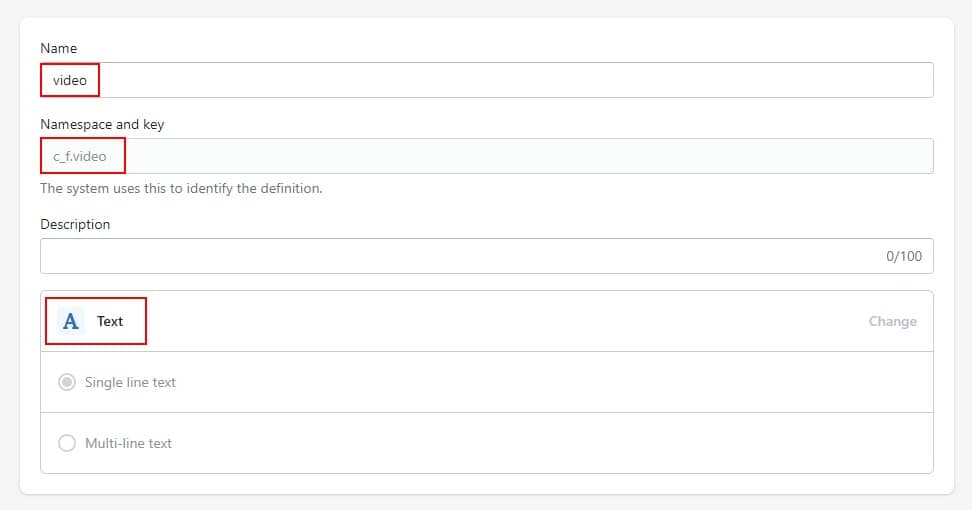 Name
video
Namespace and key
c_f.video
The system uses this to identify the definition.
Description
0/100
A Text Change
Single line text
Multi-line text